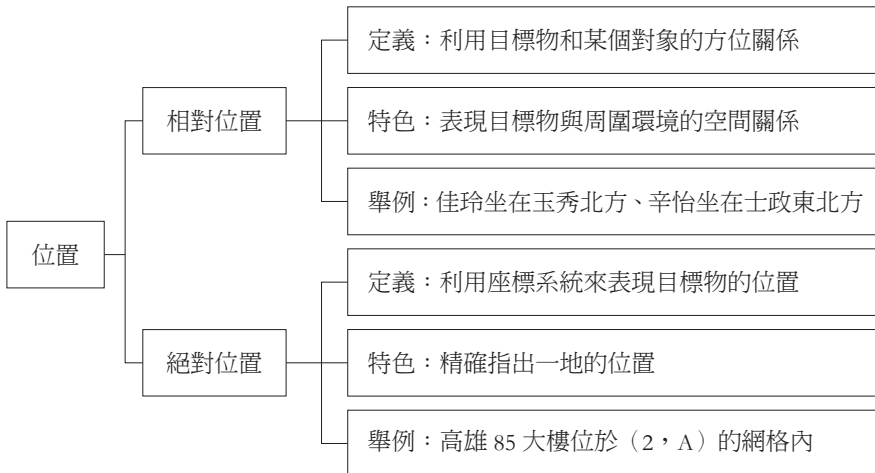 定義：利用目標物和某個對象的方位關係
相對位置
特色：表現目標物與周圍環境的空間關係
舉例：佳玲坐在玉秀北方、辛怡坐在士政東北方
位置
定義：利用座標系統來表現目標物的位置
絕對位置
特色：精確指出一地的位置
舉例：高雄 85 大樓位於（2，A）的網格內